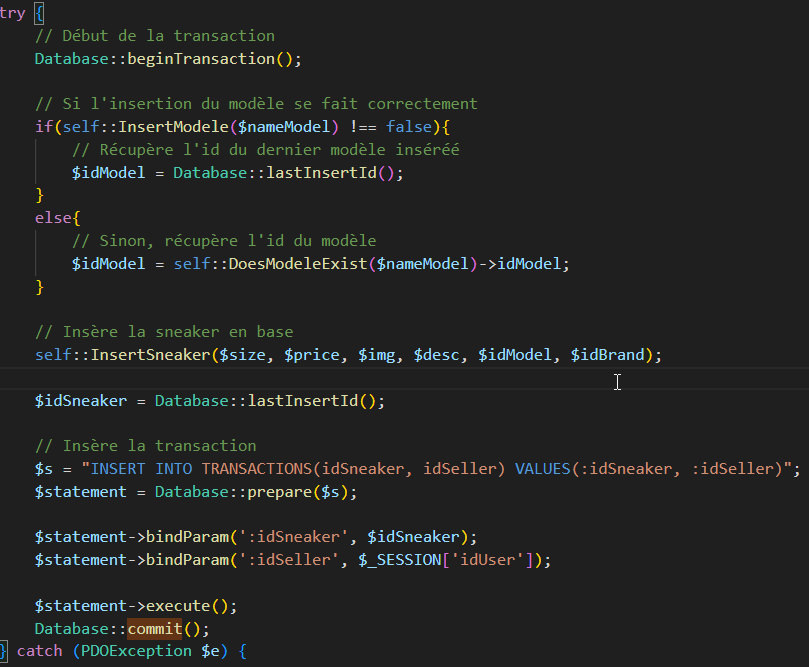 try {
    // Début de la transaction
    Database::beginTransaction();

    // Si l'insertion du modèle se fait correctement
    if(self::InsertModele($nameModel) !== false){
        // Récupère l'id du dernier modèle inséréé
        $idModel = Database::lastInsertId();
    }
    else{
        // Sinon, récupère l'id du modèle
        $idModel = self::DoesModeleExist($nameModel)->idModel;
    }

    // Insère la sneaker en base
    self::InsertSneaker($size, $price, $img, $desc, $idModel, $idBrand);

    $idSneaker = Database::lastInsertId();

    // Insère la transaction
    $s = "INSERT INTO TRANSACTIONS(idSneaker, idSeller) VALUES(:idSneaker, :idSeller)";
    $statement = Database::prepare($s);

    $statement->bindParam(':idSneaker', $idSneaker);
    $statement->bindParam(':idSeller', $_SESSION['idUser']);

    $statement->execute();
    Database::commit();
} catch (PDOException $e) {